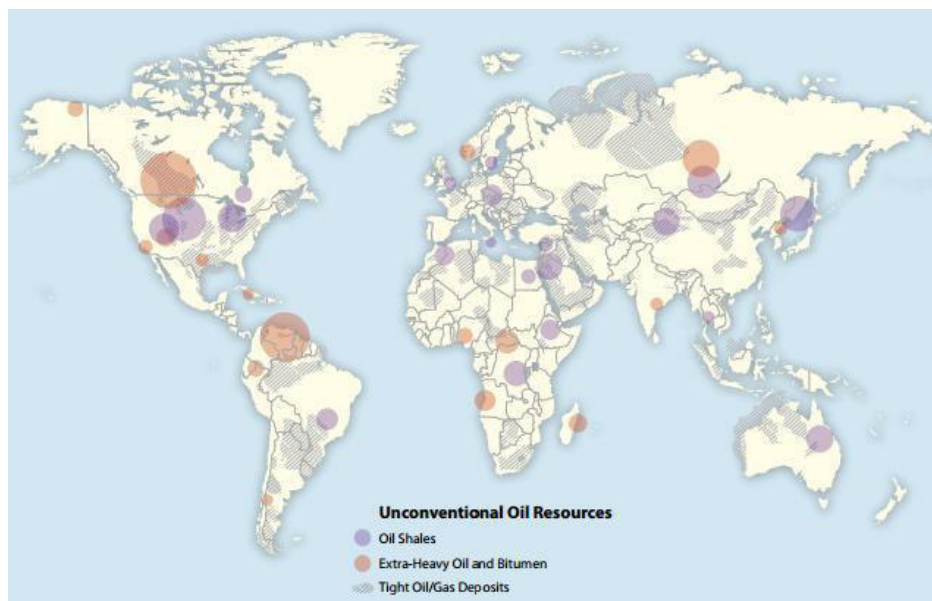 Unconventional Oil Resources
Oil Shales
Extra-Heavy Oil and Bitumen
Tight Oil/Gas Deposits